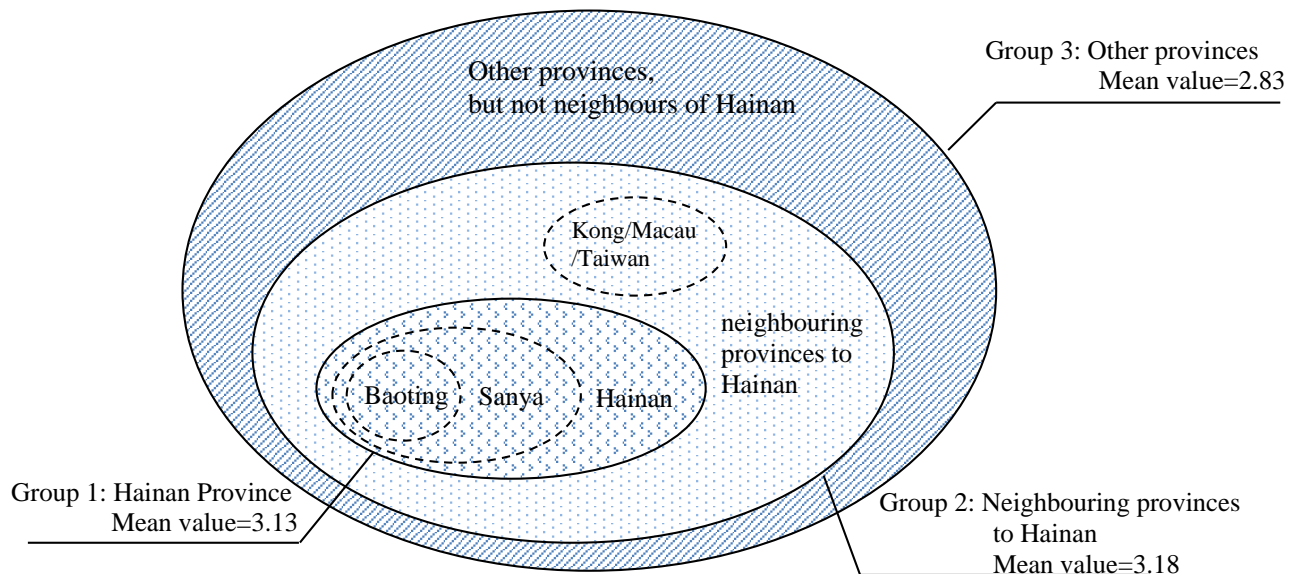 Group 3: Other provinces
Mean value=2.83
Other provinces,
but not neighbours of Hainan
Kong/Macau
/Taiwan
neighbouring
provinces to
Hainan
Baoting
Sanya
Hainan
Group 1: Hainan Province
Mean value=3.13
Group 2: Neighbouring provinces
to Hainan
Mean value=3.18